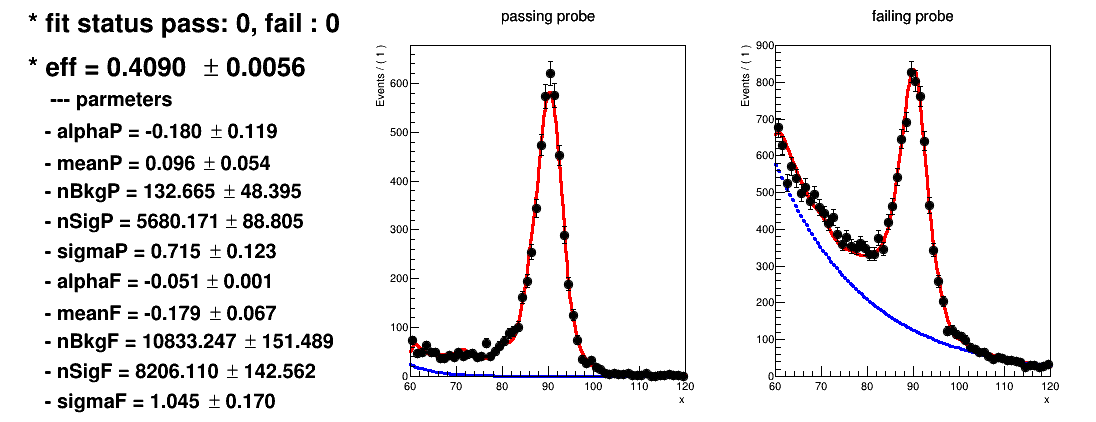 * fit status pass: 0, fail : 0
* eff = 0.4090 ± 0.0056
--- parmeters
- alphaP = -0.180 ± 0.119
- meanP = 0.096 ± 0.054
- nBkgP = 132.665 ± 48.395
- nSigP = 5680.171 ± 88.805
- sigmaP = 0.715 ± 0.123
- alphaF = -0.051 ± 0.001
- meanF = -0.179 ± 0.067
- nBkgF = 10833.247 ± 151.489
- nSigF = 8206.110 ± 142.562
- sigmaF = 1.045 ± 0.170
passing probe
Events / ( 1 )
600
500
400
300
200
100
0
60 70 80 90 100 110 120
x
failing probe
Events / ( 1 )
900
800
700
600
500
400
300
200
100
0
60 70 80 90 100 110 120
x